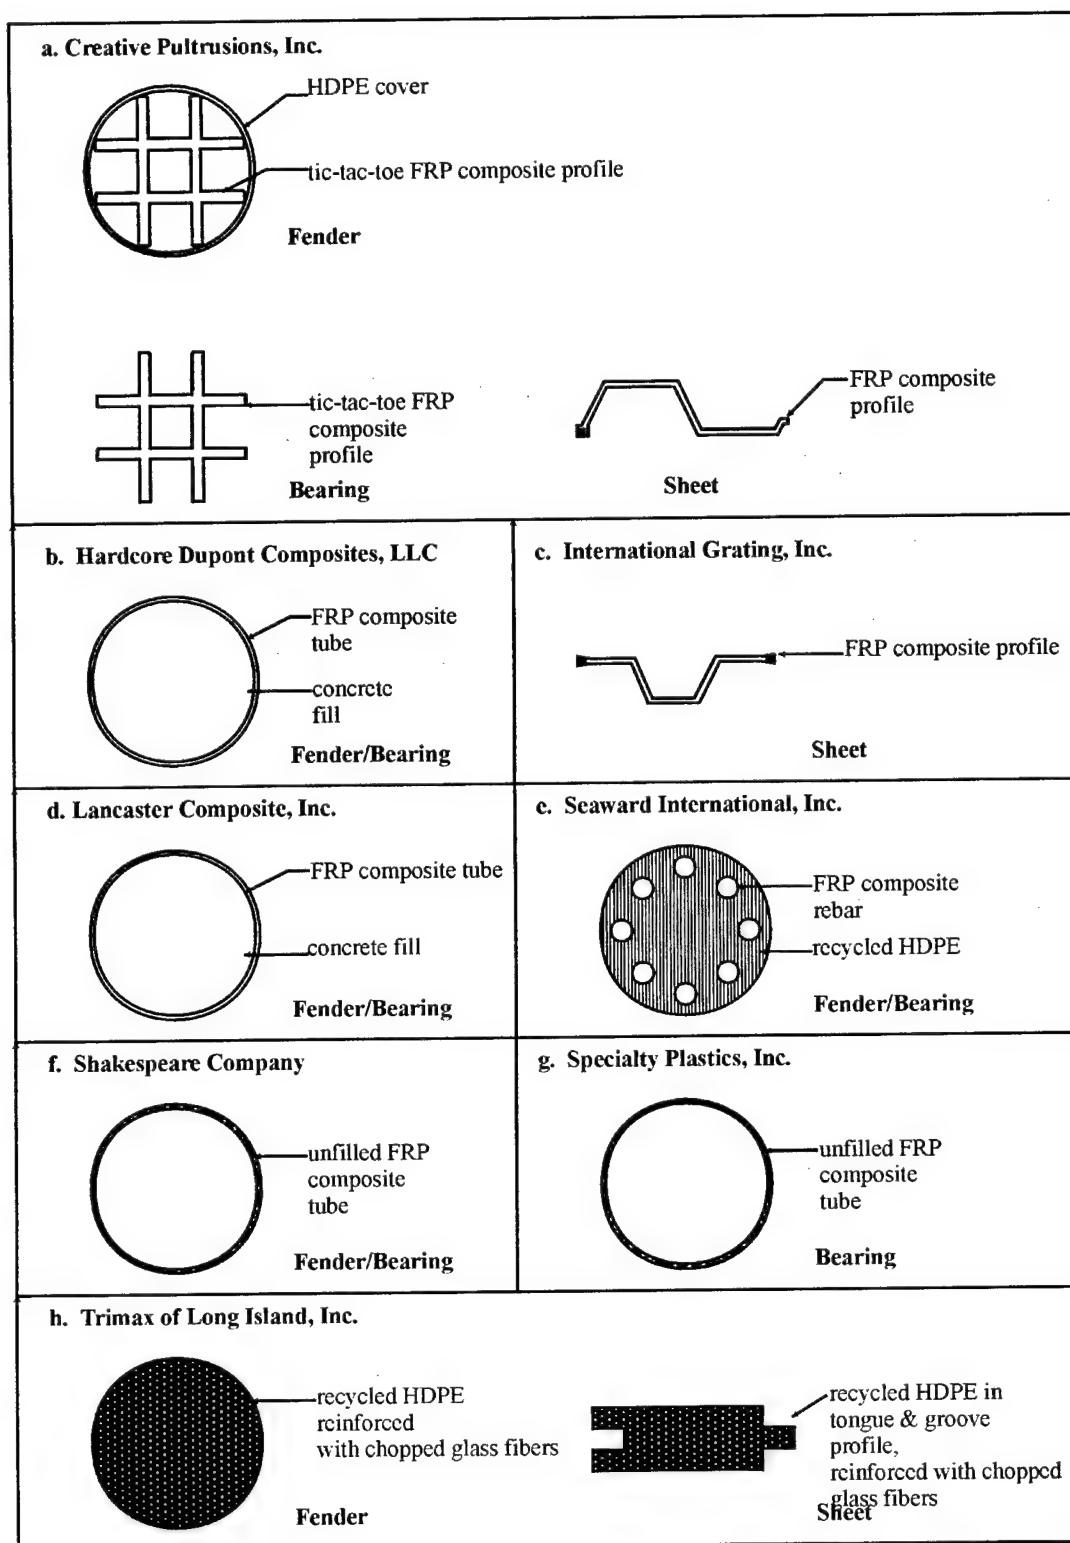 a. Creative Pultrusions, Inc.
HDPE cover
tic-tac-toe FRP composite profile
Fender
tic-tac-toe FRP
composite
profile
Bearing
FRP composite
profile
Sheet
b. Hardcore Dupont Composites, LLC
FRP composite
tube
concrete
fill
Fender/Bearing
c. International Grating, Inc.
FRP composite profile
Sheet
d. Lancaster Composite, Inc.
FRP composite tube
concrete fill
Fender/Bearing
e. Seaward International, Inc.
FRP composite
rebar
recycled HDPE
Fender/Bearing
f. Shakespeare Company
unfilled FRP
composite
tube
Fender/Bearing
g. Specialty Plastics, Inc.
unfilled FRP
composite
tube
Bearing
h. Trimax of Long Island, Inc.
recycled HDPE
reinforced
with chopped glass fibers
Fender
recycled HDPE in
tongue & groove
profile,
reinforced with chopped
glass fibers
Sheet